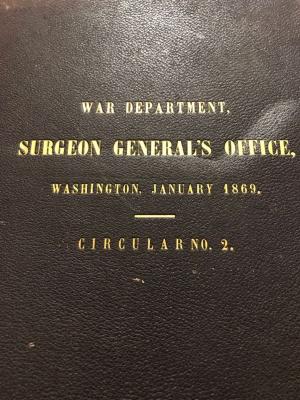 WAR DEPARTMENT,
SURGEON GENERAL'S OFFICE,
WASHINGTON, JANUARY 1869.
CIRCULAR NO. 2.